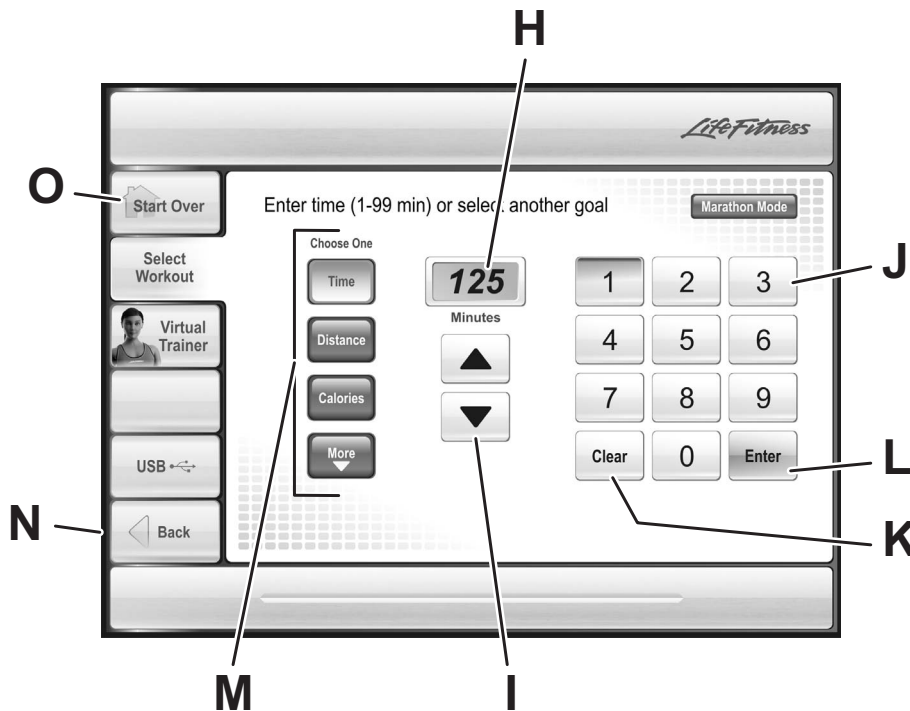 H
LifeFitness
O
Start Over
Enter time (1-99 min) or select another goal
Marathon Mode
Select
Workout
Choose One
Time
125
Minutes
1 2 3
J
Virtual
Trainer
Distance
4 5 6
Calories
7 8 9
USB
More
Clear 0 Enter
L
N
Back
K
M
I